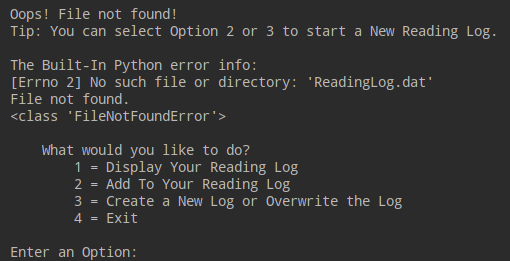 Oops! File not found!
Tip: You can select Option 2 or 3 to start a New Reading Log.
The Built-In Python error info:
[Errno 2] No such file or directory: 'ReadingLog.dat'
File not found.
<class 'FileNotFoundError'>
What would you like to do?
1 = Display Your Reading Log
2 = Add To Your Reading Log
3 = Create a New Log or Overwrite the Log
4 = Exit
Enter an Option: